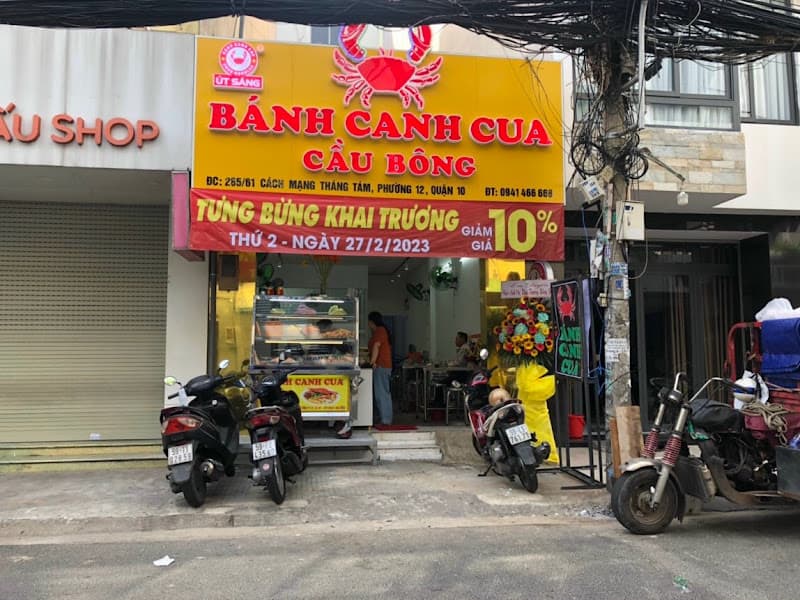 ÚT SÁNG
ẤU SHOP
BÁNH CANH CUA
CẦU BÔNG
ĐC: 265/61 CÁCH MẠNG THÁNG TÁM, PHƯỜNG 12, QUẬN 10 ĐT: 0941 466 668
TƯNG BỪNG KHAI TRƯƠNG
THỨ 2 - NGÀY 27/2/2023
GIẢM GIÁ 10%
BÁNH
CANH
CUA
H CANH CUA